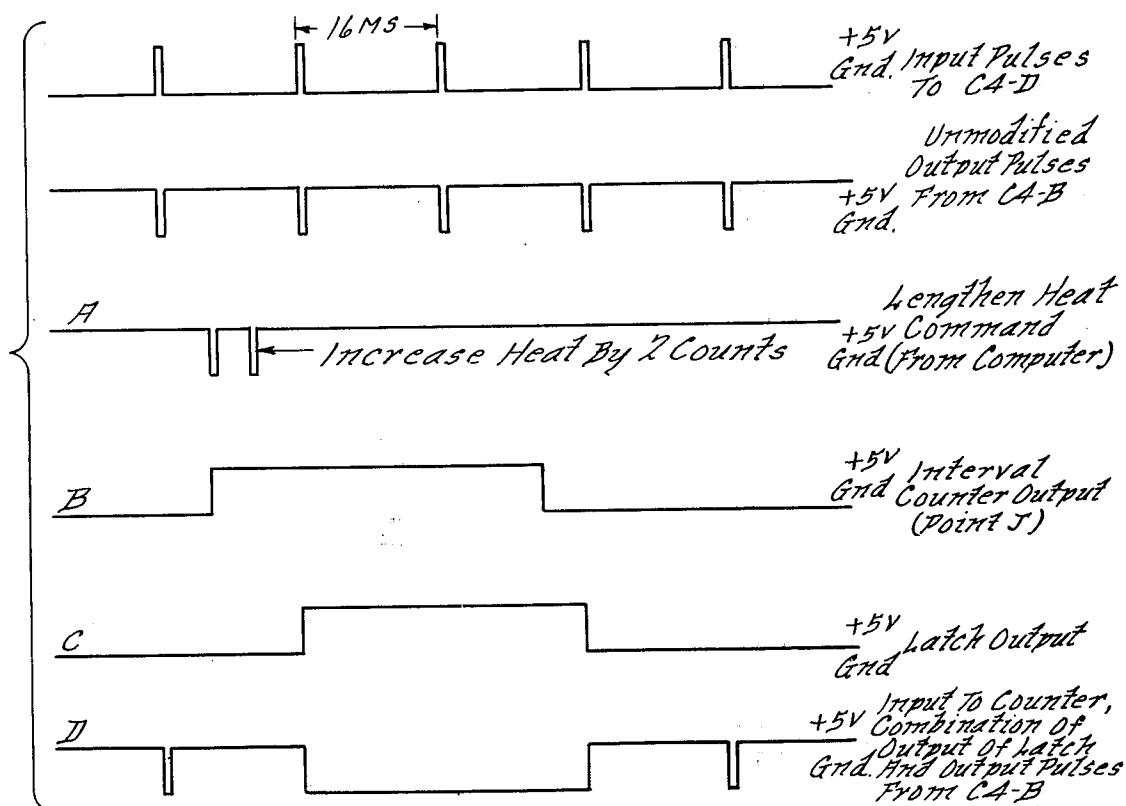 16MS
+5V
Gnd. Input Pulses
To C4-D
Unmodified
Output Pulses
+5V From C4-B
Gnd.
A
Lengthen Heat
+5V Command
Gnd (From Computer)
Increase Heat By 2 Counts
B
+5V Interval
Gnd Counter Output
(Point J)
C
+5V Latch Output
Gnd
D
Input To Counter,
+5V Combination Of
Output Of Latch
Gnd. And Output Pulses
From C4-B